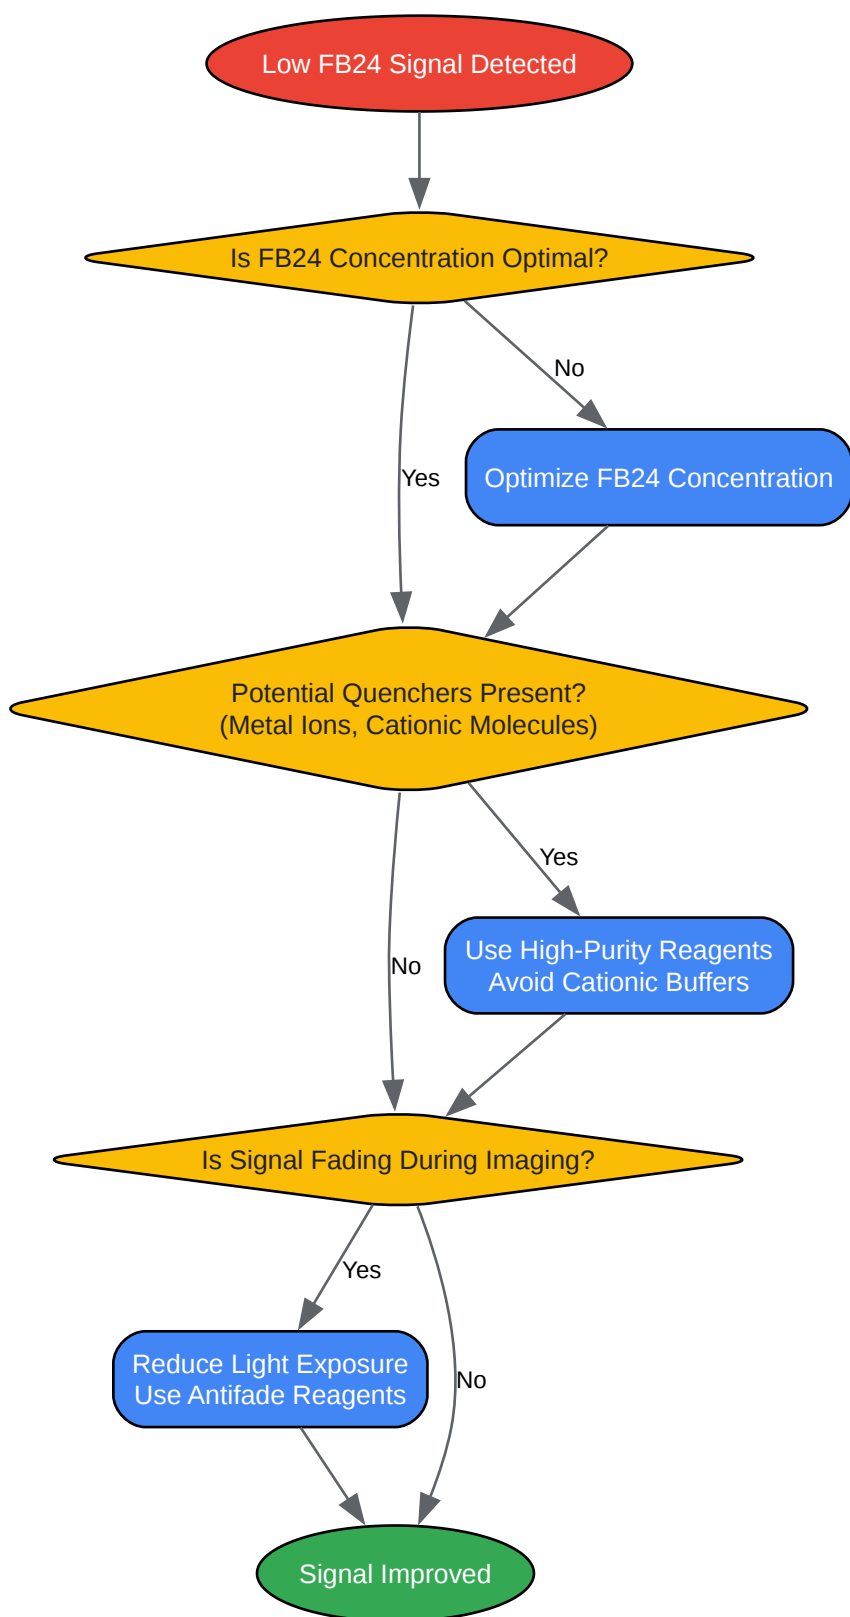 Low FB24 Signal Detected
Is FB24 Concentration Optimal?
No
Yes
Optimize FB24 Concentration
Potential Quenchers Present?
(Metal Ions, Cationic Molecules)
Yes
Use High-Purity Reagents
Avoid Cationic Buffers
No
Is Signal Fading During Imaging?
Yes
Reduce Light Exposure
Use Antifade Reagents
No
Signal Improved